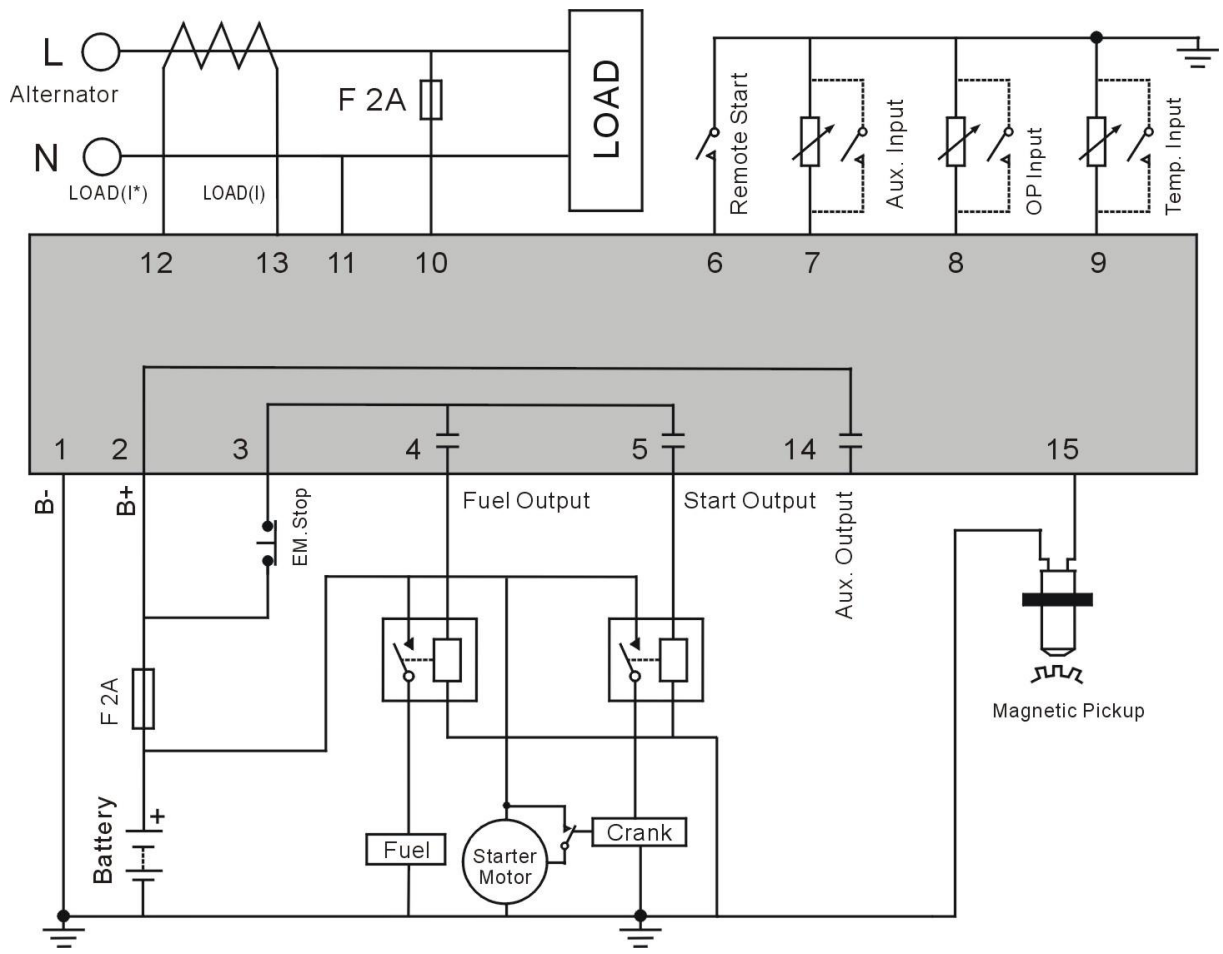 L
Alternator
N
LOAD(I*)
LOAD(I)
F 2A
LOAD
Remote Start
Aux. Input
OP Input
Temp. Input
12
13
11
10
6
7
8
9
1
2
3
4
5
14
15
B-
B+
EM.Stop
Fuel Output
Start Output
Aux. Output
F 2A
Magnetic Pickup
Battery
+
Fuel
Starter
Motor
Crank